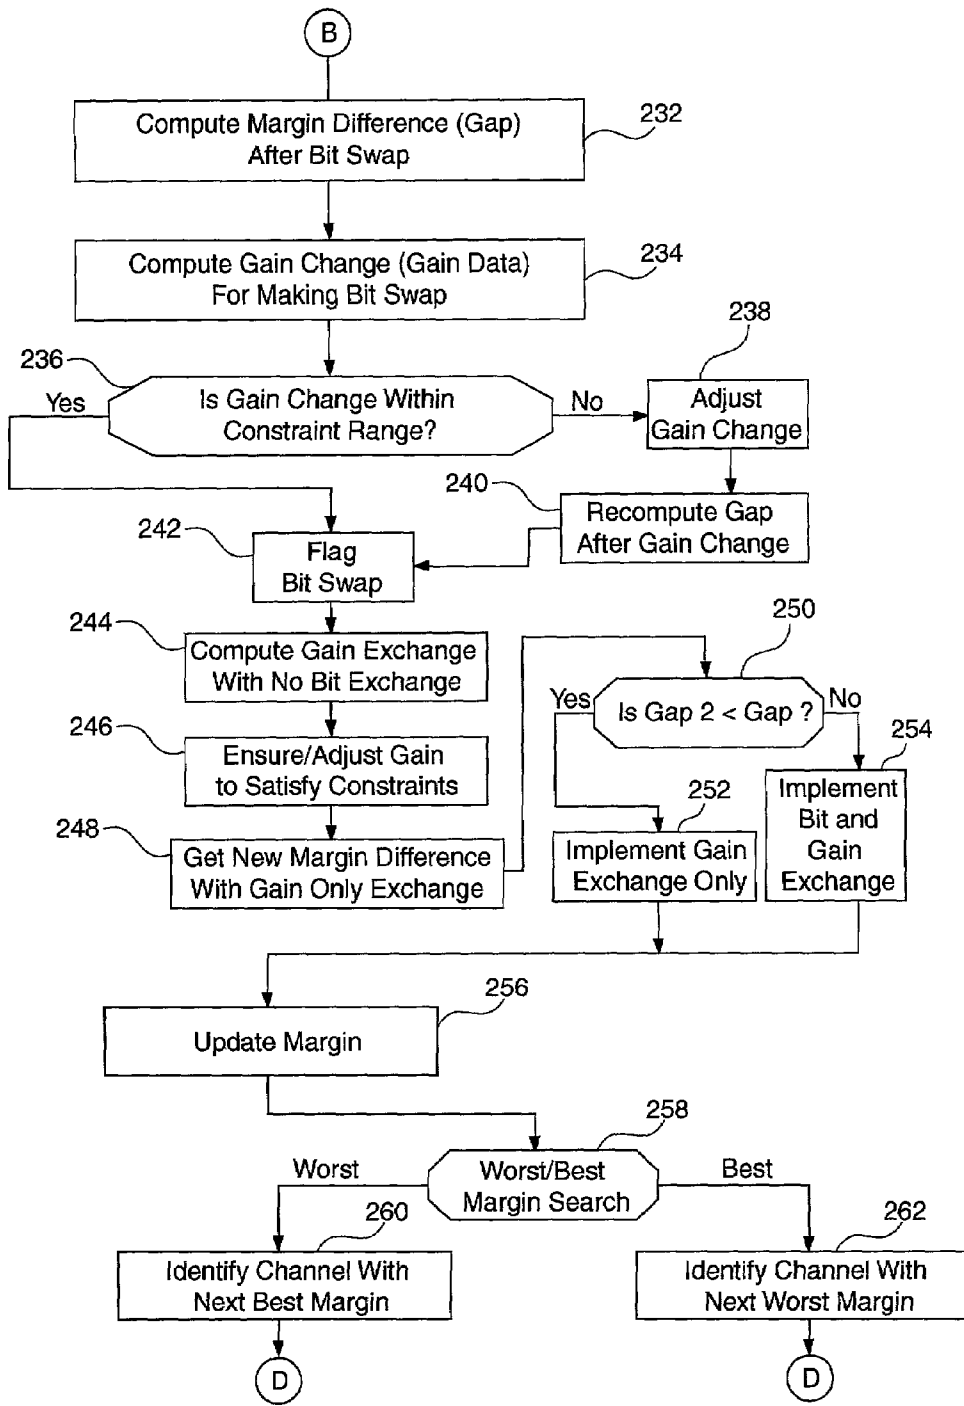 B
Compute Margin Difference (Gap)
After Bit Swap
232
Compute Gain Change (Gain Data)
For Making Bit Swap
234
236
Yes
Is Gain Change Within
Constraint Range?
No
238
Adjust
Gain Change
240
Recompute Gap
After Gain Change
242
Flag
Bit Swap
244
Compute Gain Exchange
With No Bit Exchange
246
Ensure/Adjust Gain
to Satisfy Constraints
248
Get New Margin Difference
With Gain Only Exchange
250
Yes
Is Gap 2 < Gap ?
No
252
Implement Gain
Exchange Only
254
Implement
Bit and
Gain
Exchange
256
Update Margin
258
Worst
Worst/Best
Margin Search
Best
260
Identify Channel With
Next Best Margin
262
Identify Channel With
Next Worst Margin
D
D